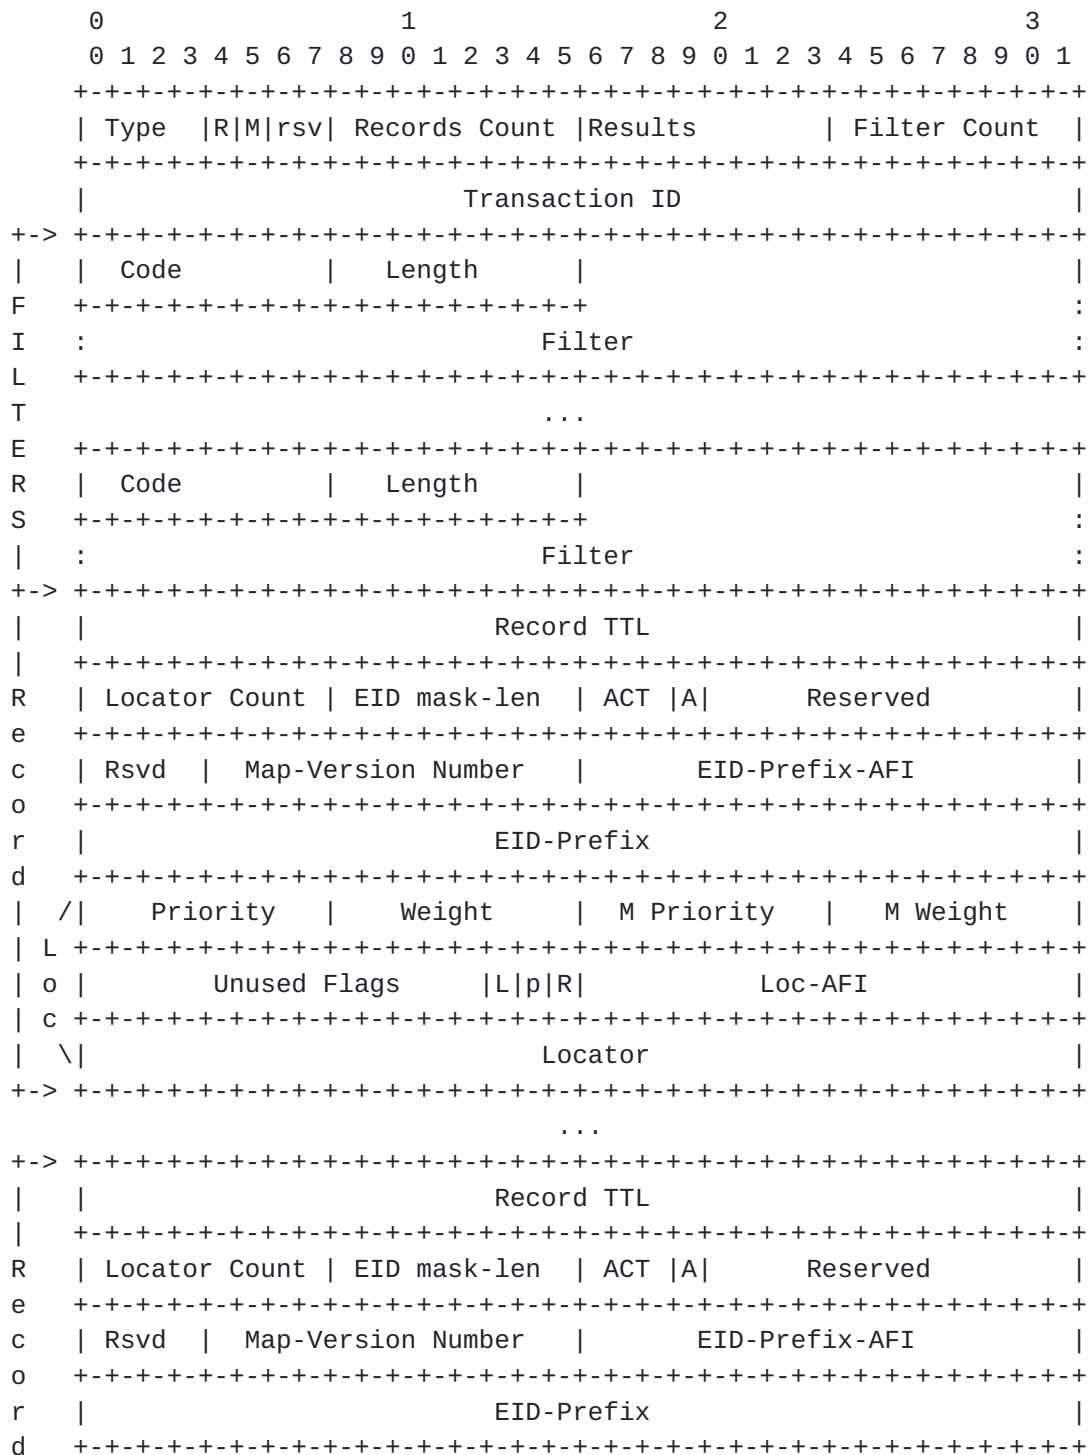 0                   1                   2                   3
      0 1 2 3 4 5 6 7 8 9 0 1 2 3 4 5 6 7 8 9 0 1 2 3 4 5 6 7 8 9 0 1
     +-+-+-+-+-+-+-+-+-+-+-+-+-+-+-+-+-+-+-+-+-+-+-+-+-+-+-+-+-+-+-+-+
    | Type  |R|M|rsv| Records Count |Results        | Filter Count  |
    +-+-+-+-+-+-+-+-+-+-+-+-+-+-+-+-+-+-+-+-+-+-+-+-+-+-+-+-+-+-+-+-+
    |                        Transaction ID                         |
+-> +-+-+-+-+-+-+-+-+-+-+-+-+-+-+-+-+-+-+-+-+-+-+-+-+-+-+-+-+-+-+-+-+
|   |  Code         |   Length      |                               |
F   +-+-+-+-+-+-+-+-+-+-+-+-+-+-+-+-+                               :
I   :                             Filter                            :
L   +-+-+-+-+-+-+-+-+-+-+-+-+-+-+-+-+-+-+-+-+-+-+-+-+-+-+-+-+-+-+-+-+
T                                 ...
E   +-+-+-+-+-+-+-+-+-+-+-+-+-+-+-+-+-+-+-+-+-+-+-+-+-+-+-+-+-+-+-+-+
R   |  Code         |   Length      |                               |
S   +-+-+-+-+-+-+-+-+-+-+-+-+-+-+-+-+                               :
|   :                             Filter                            :
+-> +-+-+-+-+-+-+-+-+-+-+-+-+-+-+-+-+-+-+-+-+-+-+-+-+-+-+-+-+-+-+-+-+
|   |                          Record TTL                           |
|   +-+-+-+-+-+-+-+-+-+-+-+-+-+-+-+-+-+-+-+-+-+-+-+-+-+-+-+-+-+-+-+-+
R   | Locator Count | EID mask-len  | ACT |A|      Reserved         |
e   +-+-+-+-+-+-+-+-+-+-+-+-+-+-+-+-+-+-+-+-+-+-+-+-+-+-+-+-+-+-+-+-+
c   | Rsvd  |  Map-Version Number   |       EID-Prefix-AFI          |
o   +-+-+-+-+-+-+-+-+-+-+-+-+-+-+-+-+-+-+-+-+-+-+-+-+-+-+-+-+-+-+-+-+
r   |                          EID-Prefix                           |
d   +-+-+-+-+-+-+-+-+-+-+-+-+-+-+-+-+-+-+-+-+-+-+-+-+-+-+-+-+-+-+-+-+
|  /|    Priority   |    Weight     |  M Priority   |   M Weight    |
| L +-+-+-+-+-+-+-+-+-+-+-+-+-+-+-+-+-+-+-+-+-+-+-+-+-+-+-+-+-+-+-+-+
| o |        Unused Flags     |L|p|R|           Loc-AFI             |
| c +-+-+-+-+-+-+-+-+-+-+-+-+-+-+-+-+-+-+-+-+-+-+-+-+-+-+-+-+-+-+-+-+
|  \|                             Locator                           |
+-> +-+-+-+-+-+-+-+-+-+-+-+-+-+-+-+-+-+-+-+-+-+-+-+-+-+-+-+-+-+-+-+-+
                                   ...
+-> +-+-+-+-+-+-+-+-+-+-+-+-+-+-+-+-+-+-+-+-+-+-+-+-+-+-+-+-+-+-+-+-+
|   |                          Record TTL                           |
|   +-+-+-+-+-+-+-+-+-+-+-+-+-+-+-+-+-+-+-+-+-+-+-+-+-+-+-+-+-+-+-+-+
R   | Locator Count | EID mask-len  | ACT |A|      Reserved         |
e   +-+-+-+-+-+-+-+-+-+-+-+-+-+-+-+-+-+-+-+-+-+-+-+-+-+-+-+-+-+-+-+-+
c   | Rsvd  |  Map-Version Number   |       EID-Prefix-AFI          |
o   +-+-+-+-+-+-+-+-+-+-+-+-+-+-+-+-+-+-+-+-+-+-+-+-+-+-+-+-+-+-+-+-+
r   |                          EID-Prefix                           |
d   +-+-+-+-+-+-+-+-+-+-+-+-+-+-+-+-+-+-+-+-+-+-+-+-+-+-+-+-+-+-+-+-+